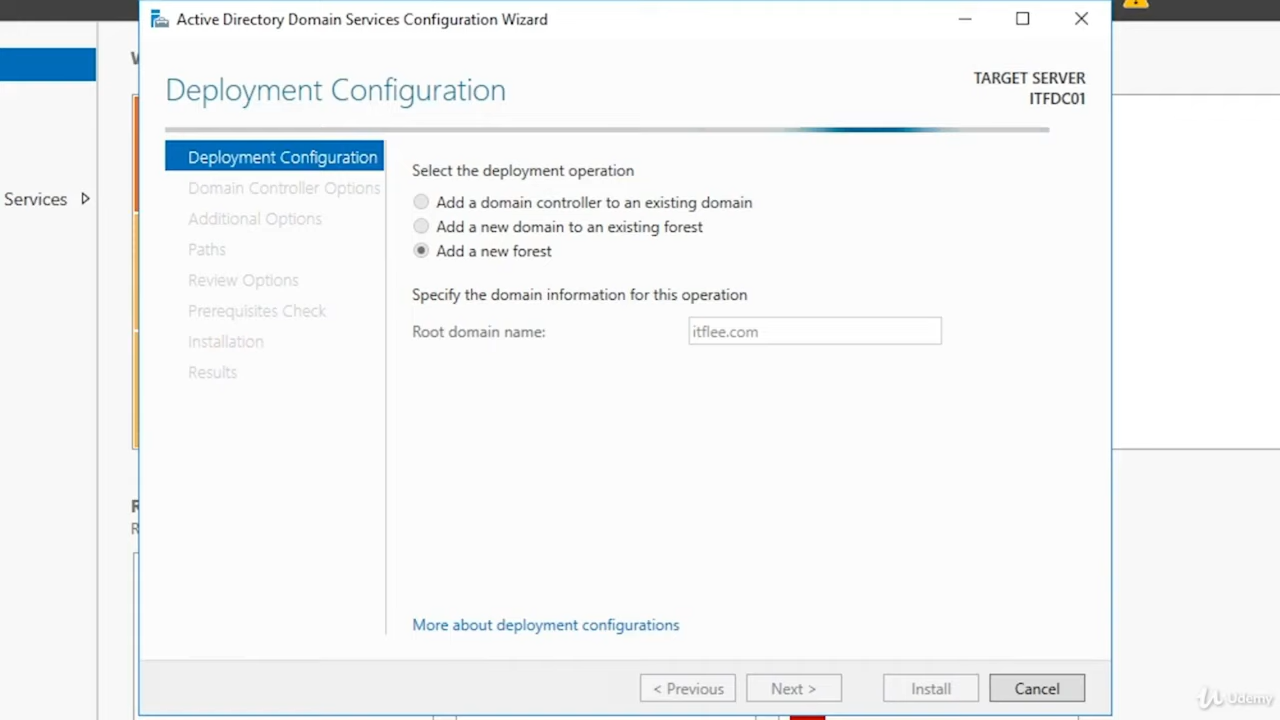 Active Directory Domain Services Configuration Wizard
Deployment Configuration
TARGET SERVER
ITFDC01
Deployment Configuration
Domain Controller Options
Additional Options
Paths
Review Options
Prerequisites Check
Installation
Results
Select the deployment operation
Add a domain controller to an existing domain
Add a new domain to an existing forest
Add a new forest
Specify the domain information for this operation
Root domain name:
itflee.com
More about deployment configurations
< Previous
Next >
Install
Cancel
Services
Udemy